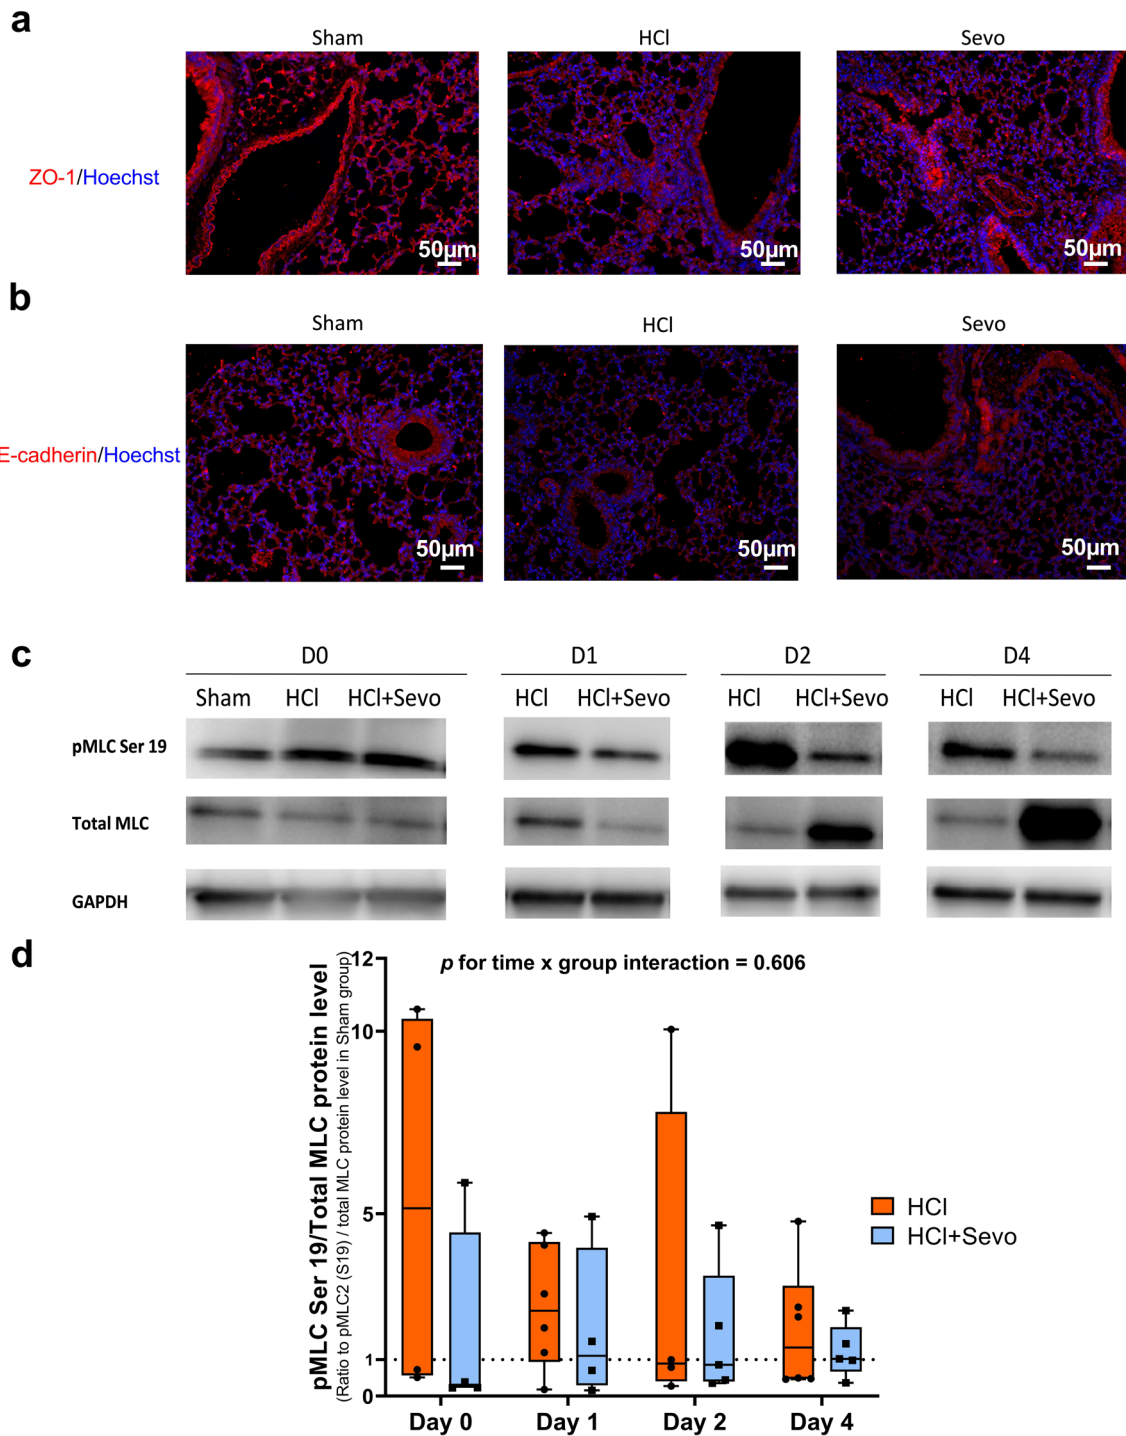 a
Sham
HCl
Sevo
ZO-1/Hoechst
50µm
50µm
50µm
b
Sham
HCl
Sevo
E-cadherin/Hoechst
50µm
50µm
50µm
c
D0
D1
D2
D4
Sham
HCl
HCl+Sevo
HCl
HCl+Sevo
HCl
HCl+Sevo
HCl
HCl+Sevo
pMLC Ser 19
Total MLC
GAPDH
d
p for time x group interaction = 0.606
pMLC Ser 19/Total MLC protein level
(Ratio to pMLC2 (S19) / total MLC protein level in Sham group)
12
10
5
1
0
HCl
HCl+Sevo
Day 0
Day 1
Day 2
Day 4